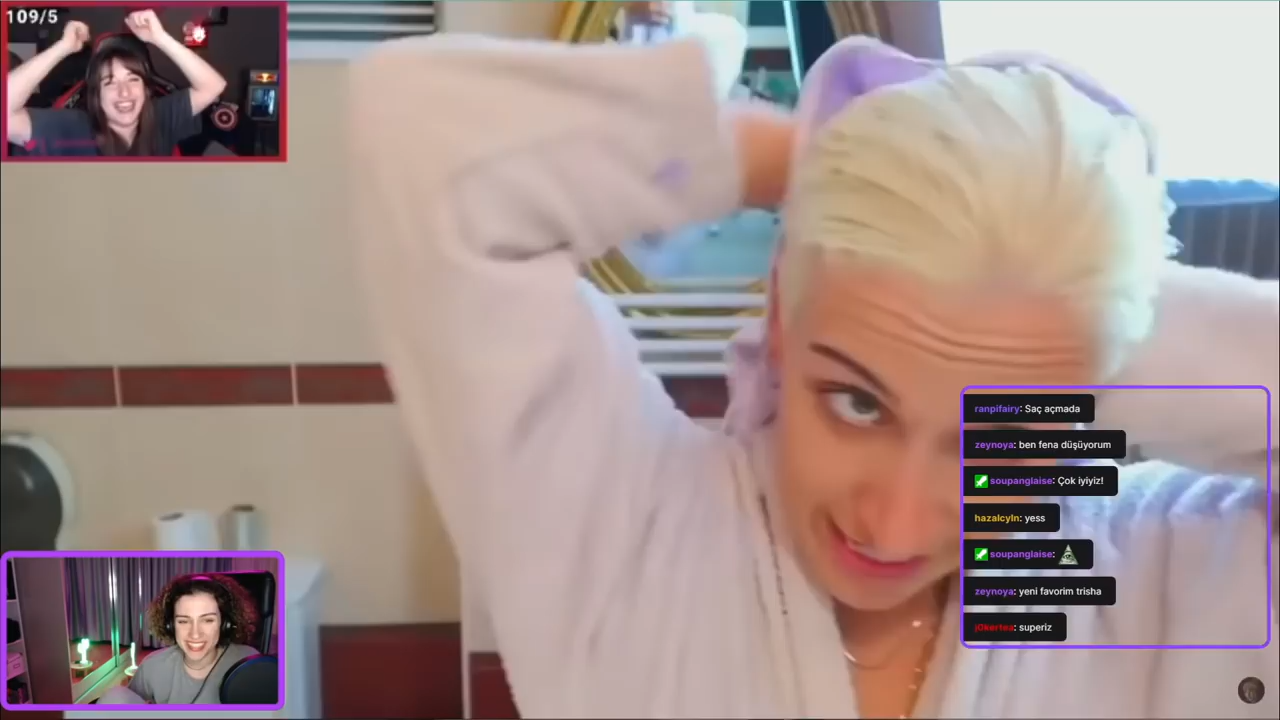 109/5
ranpifairy: Saç açmada
zeynoya: ben fena düşüyorum
soupanglaise: Çok iyiyiz!
hazalcyln: yess
soupanglaise:
zeynoya: yeni favorim trisha
j0kertea: superiz